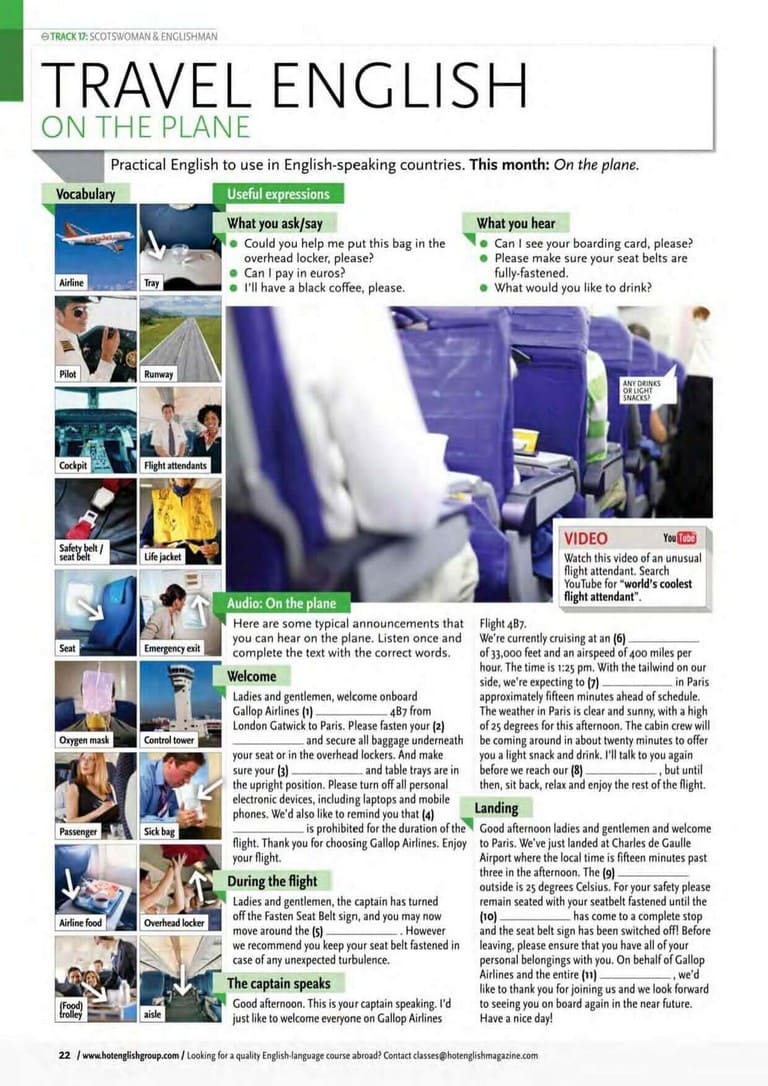 TRACK 17: SCOTSWOMAN & ENGLISHMAN
TRAVEL ENGLISH
ON THE PLANE
Practical English to use in English-speaking countries. This month: On the plane.
Vocabulary
Airline
Tray
Pilot
Runway
Cockpit
Flight attendants
Safety belt /
seat belt
Life jacket
Seat
Emergency exit
Oxygen mask
Control tower
Passenger
Sick bag
Airline food
Overhead locker
(Food)
trolley
aisle
Useful expressions
What you ask/say
Could you help me put this bag in the
overhead locker, please?
Can I pay in euros?
I'll have a black coffee, please.
What you hear
Can I see your boarding card, please?
Please make sure your seat belts are
fully-fastened.
What would you like to drink?
ANY DRINKS
OR LIGHT
SNACKS?
VIDEO
YouTube
Watch this video of an unusual
flight attendant. Search
YouTube for "world's coolest
flight attendant".
Audio: On the plane
Here are some typical announcements that
you can hear on the plane. Listen once and
complete the text with the correct words.
Welcome
Ladies and gentlemen, welcome onboard
Gallop Airlines (1) ____________ 4B7 from
London Gatwick to Paris. Please fasten your (2)
____________ and secure all baggage underneath
your seat or in the overhead lockers. And make
sure your (3) ____________ and table trays are in
the upright position. Please turn off all personal
electronic devices, including laptops and mobile
phones. We'd also like to remind you that (4)
____________ is prohibited for the duration of the
flight. Thank you for choosing Gallop Airlines. Enjoy
your flight.
During the flight
Ladies and gentlemen, the captain has turned
off the Fasten Seat Belt sign, and you may now
move around the (5) ____________ . However
we recommend you keep your seat belt fastened in
case of any unexpected turbulence.
The captain speaks
Good afternoon. This is your captain speaking. I'd
just like to welcome everyone on Gallop Airlines
Flight 4B7.
We're currently cruising at an (6) ____________
of 33,000 feet and an airspeed of 400 miles per
hour. The time is 1:25 pm. With the tailwind on our
side, we're expecting to (7) ____________ in Paris
approximately fifteen minutes ahead of schedule.
The weather in Paris is clear and sunny, with a high
of 25 degrees for this afternoon. The cabin crew will
be coming around in about twenty minutes to offer
you a light snack and drink. I'll talk to you again
before we reach our (8) ____________ , but until
then, sit back, relax and enjoy the rest of the flight.
Landing
Good afternoon ladies and gentlemen and welcome
to Paris. We've just landed at Charles de Gaulle
Airport where the local time is fifteen minutes past
three in the afternoon. The (9) ____________
outside is 25 degrees Celsius. For your safety please
remain seated with your seatbelt fastened until the
(10) ____________ has come to a complete stop
and the seat belt sign has been switched off! Before
leaving, please ensure that you have all of your
personal belongings with you. On behalf of Gallop
Airlines and the entire (11) ____________ , we'd
like to thank you for joining us and we look forward
to seeing you on board again in the near future.
Have a nice day!
22 / www.hotenglishgroup.com / Looking for a quality English-language course abroad? Contact classes@hotenglishmagazine.com